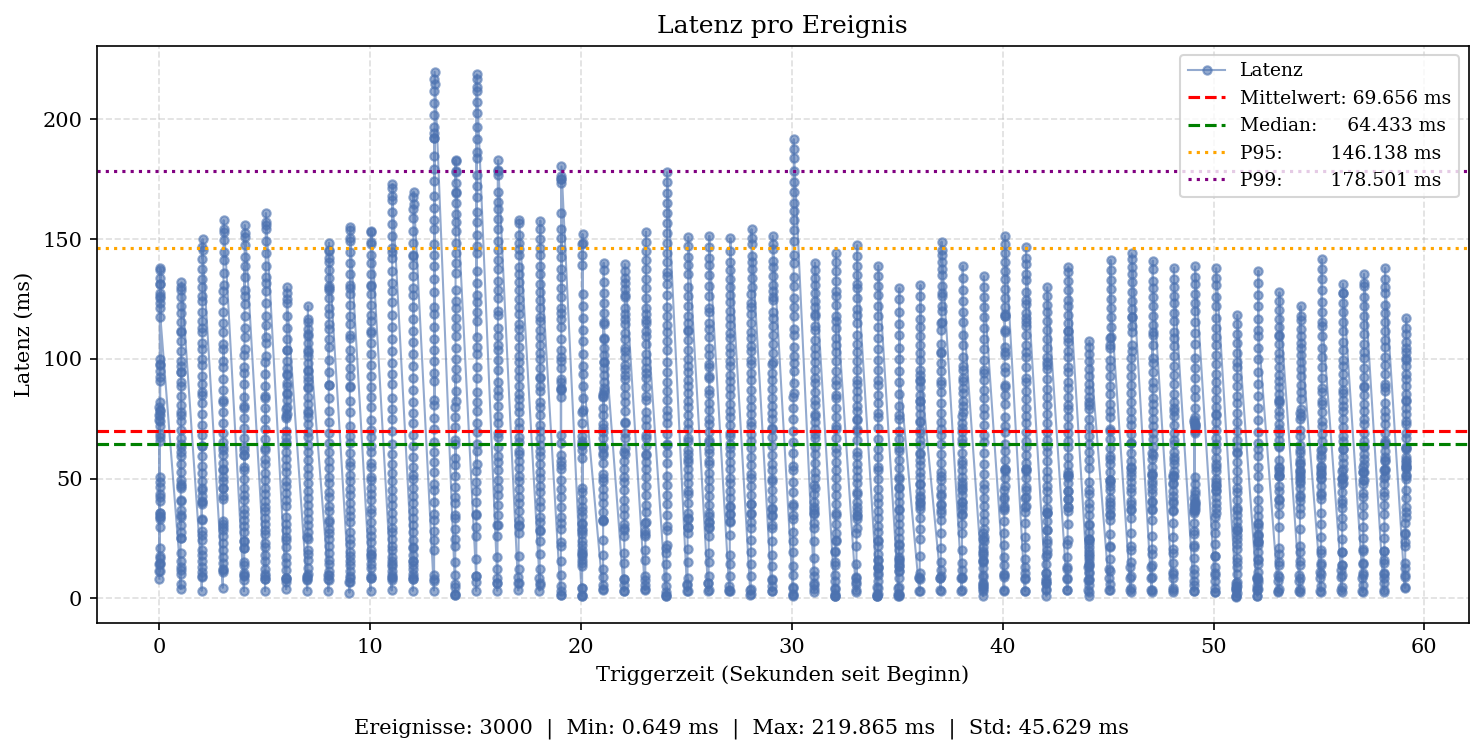 Latenz pro Ereignis
Latenz (ms)
200
150
100
50
0
Latenz
Mittelwert: 69.656 ms
Median: 64.433 ms
P95: 146.138 ms
P99: 178.501 ms
0 10 20 30 40 50 60
Triggerzeit (Sekunden seit Beginn)
Ereignisse: 3000 | Min: 0.649 ms | Max: 219.865 ms | Std: 45.629 ms